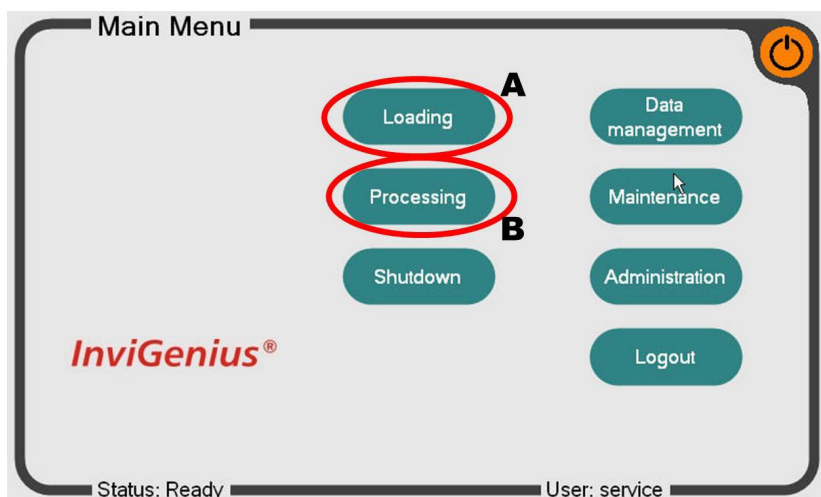 Main Menu
A
Loading
Data
management
Processing
Maintenance
B
Shutdown
Administration
InviGenius®
Logout
Status: Ready
User: service